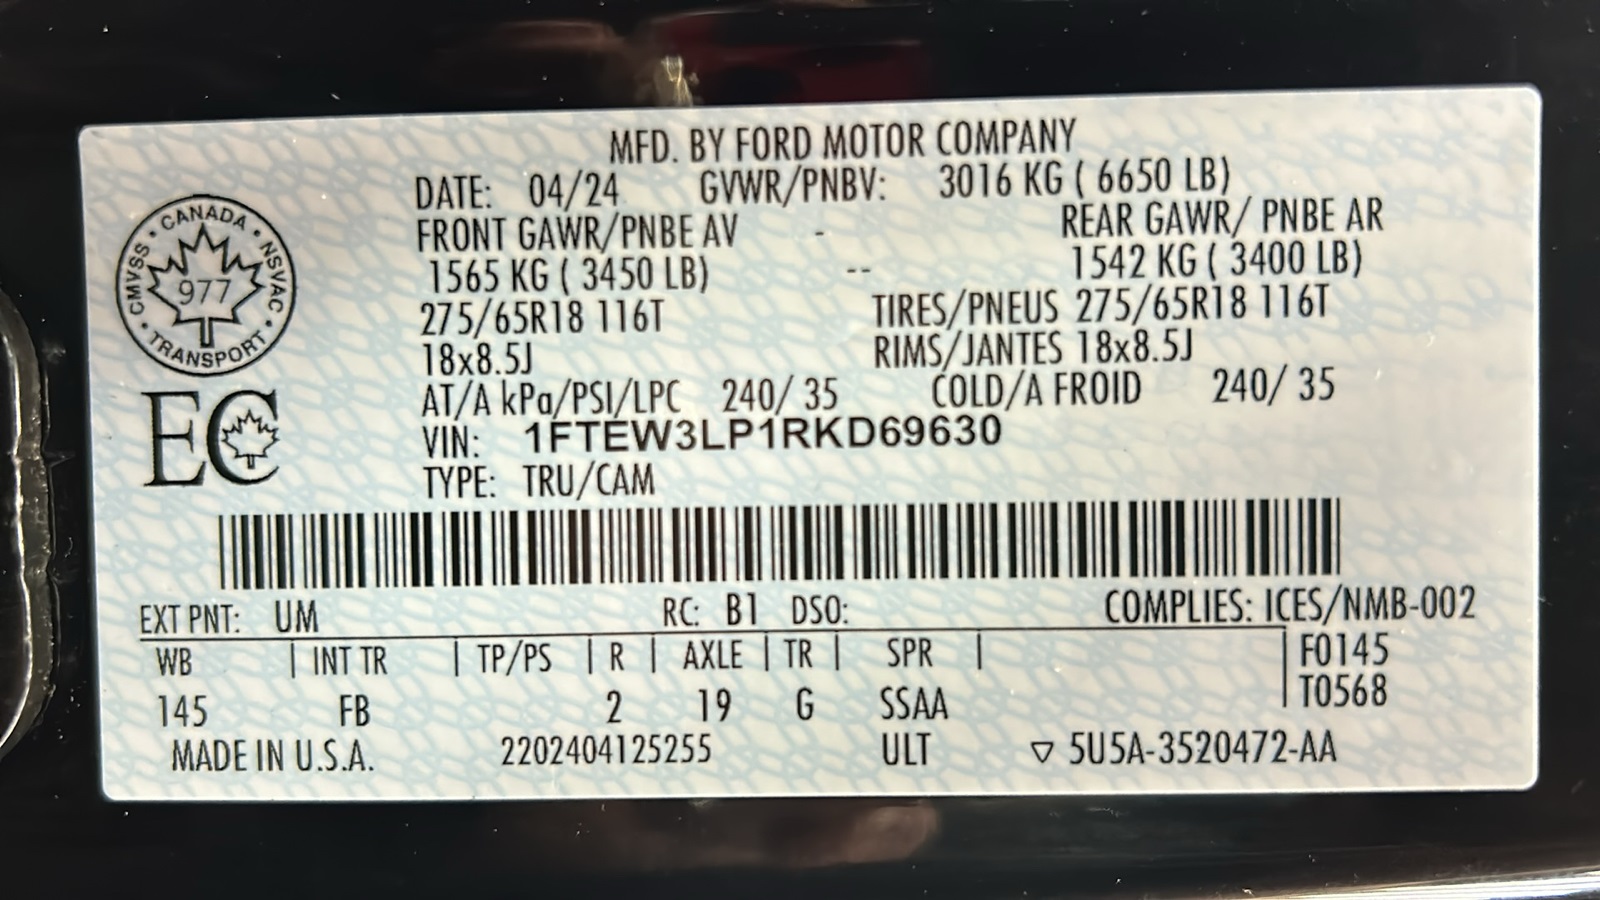 MFD. BY FORD MOTOR COMPANY
DATE: 04/24 GVWR/PNBV: 3016 KG ( 6650 LB)
FRONT GAWR/PNBE AV - REAR GAWR/ PNBE AR
1565 KG ( 3450 LB) -- 1542 KG ( 3400 LB)
275/65R18 116T TIRES/PNEUS 275/65R18 116T
18x8.5J RIMS/JANTES 18x8.5J
AT/A kPa/PSI/LPC 240/ 35 COLD/A FROID 240/ 35
VIN: 1FTEW3LP1RKD69630
TYPE: TRU/CAM
CMVSS • CANADA • NSVAC • TRANSPORT •
977
EC
EXT PNT: UM RC: B1 DSO: COMPLIES: ICES/NMB-002
WB | INT TR | TP/PS | R | AXLE | TR | SPR | | F0145
T0568
145 FB 2 19 G SSAA
MADE IN U.S.A. 2202404125255 ULT ▽ 5U5A-3520472-AA